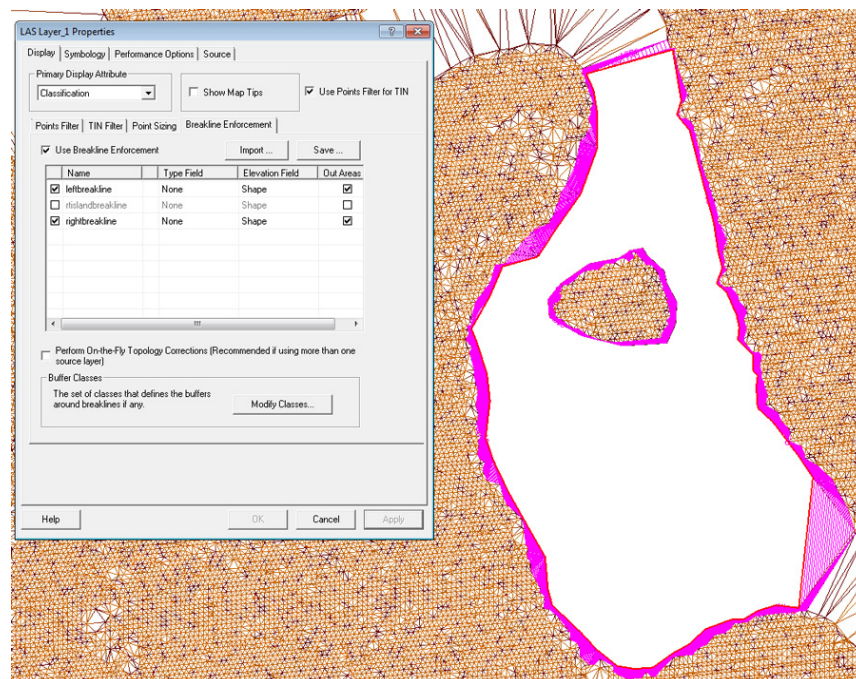 LAS Layer_1 Properties
Display Symbology Performance Options Source
Primary Display Attribute
Classification
Show Map Tips
Use Points Filter for TIN
Points Filter TIN Filter Point Sizing Breakline Enforcement
Use Breakline Enforcement
Import ...
Save ...
Name Type Field Elevation Field Out Areas
leftbreakline None Shape
rtislandbreakline None Shape
rightbreakline None Shape
Perform On-the-Fly Topology Corrections (Recommended if using more than one
source layer)
Buffer Classes
The set of classes that defines the buffers
around breaklines if any.
Modify Classes...
Help OK Cancel Apply